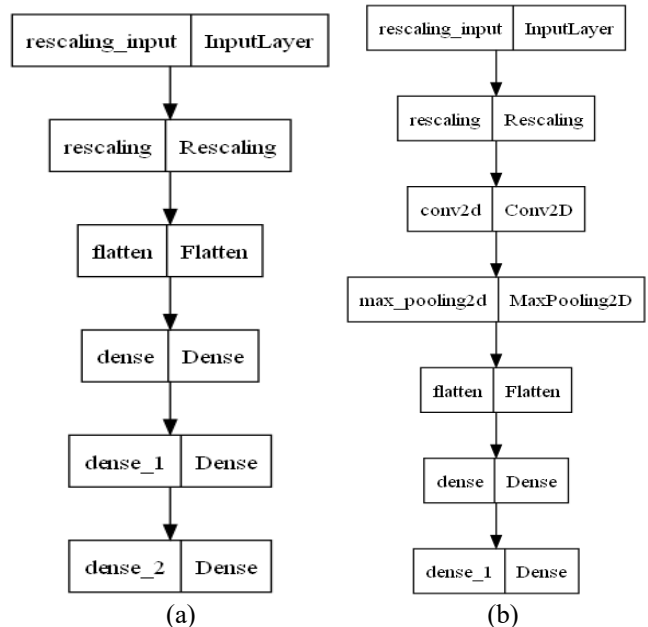 rescaling_input InputLayer
rescaling Rescaling
flatten Flatten
dense Dense
dense_1 Dense
dense_2 Dense
(a)
rescaling_input InputLayer
rescaling Rescaling
conv2d Conv2D
max_pooling2d MaxPooling2D
flatten Flatten
dense Dense
dense_1 Dense
(b)